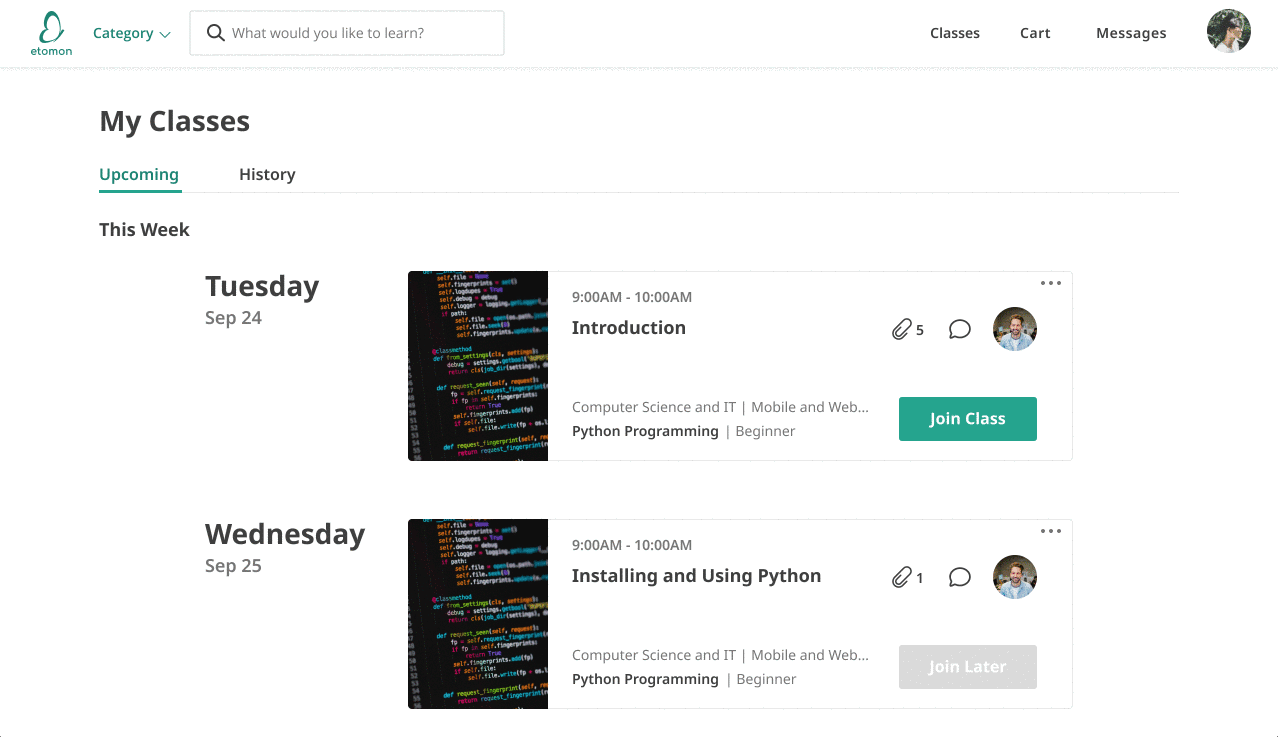 etomon
Category
What would you like to learn?
Classes
Cart
Messages
My Classes
Upcoming
History
This Week
Tuesday
Sep 24
9:00AM - 10:00AM
Introduction
5
Computer Science and IT | Mobile and Web...
Python Programming | Beginner
Join Class
Wednesday
Sep 25
9:00AM - 10:00AM
Installing and Using Python
1
Computer Science and IT | Mobile and Web...
Python Programming | Beginner
Join Later